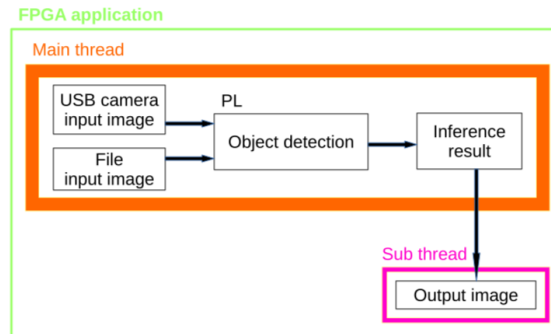 FPGA application
Main thread
USB camera
input image
PL
Object detection
Inference
result
File
input image
Sub thread
Output image